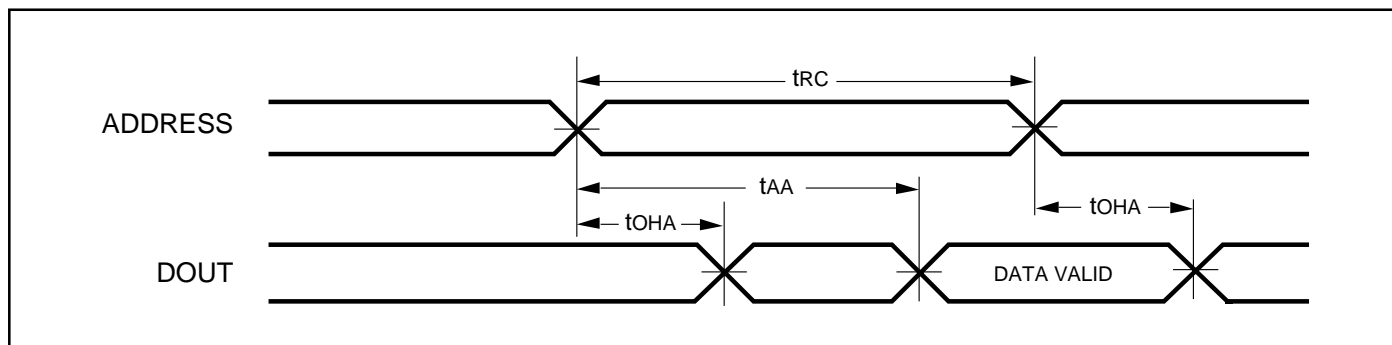 tRC
ADDRESS
tAA
tOHA
tOHA
DOUT
DATA VALID